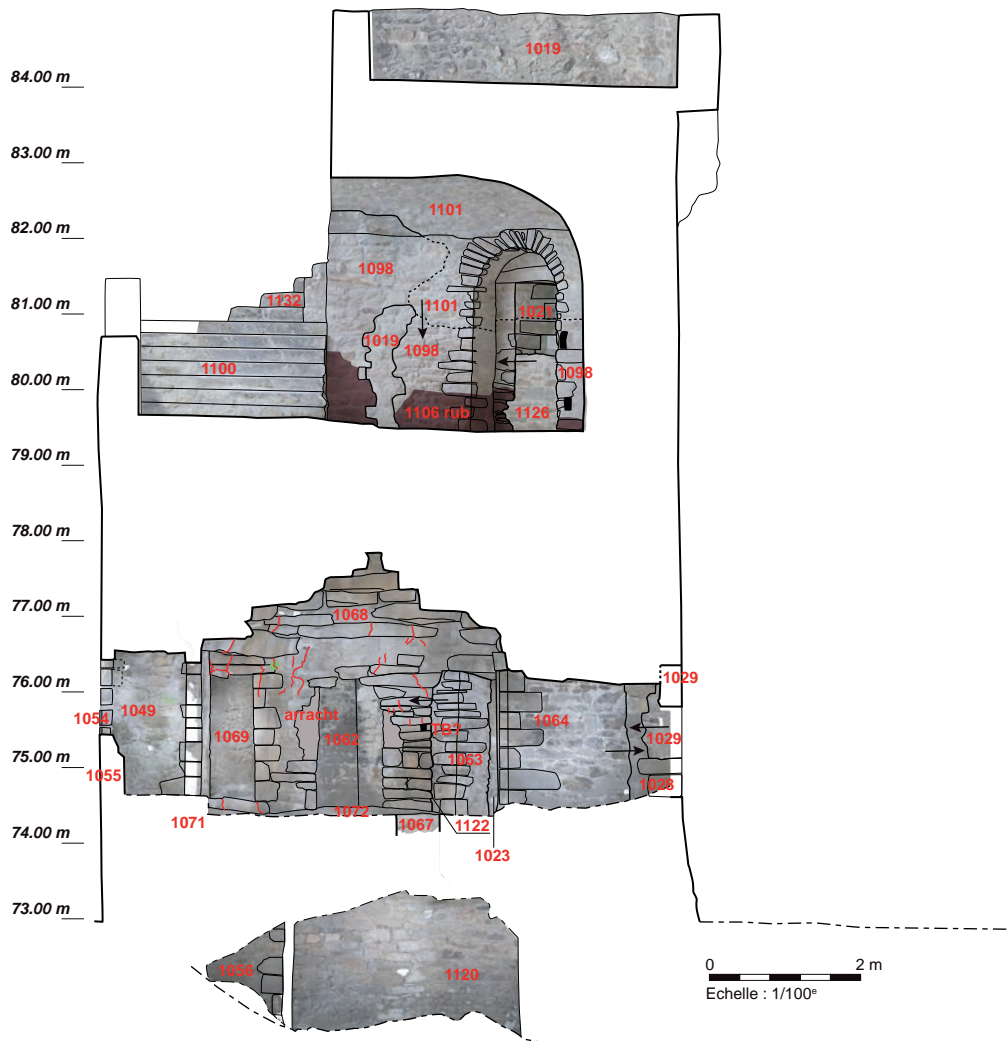 1019
84.00 m
83.00 m
1101
82.00 m
1098
1132
1101
1021
81.00 m
1019
1098
1100
1098
80.00 m
1106 rub
1126
79.00 m
78.00 m
77.00 m
1068
76.00 m
1029
1049
arracht
1064
1054
1069
1062
TB?
1029
1063
75.00 m
1055
1028
1071
1072
1067
1122
74.00 m
1023
73.00 m
1056
1120
0 2 m
Echelle : 1/100e